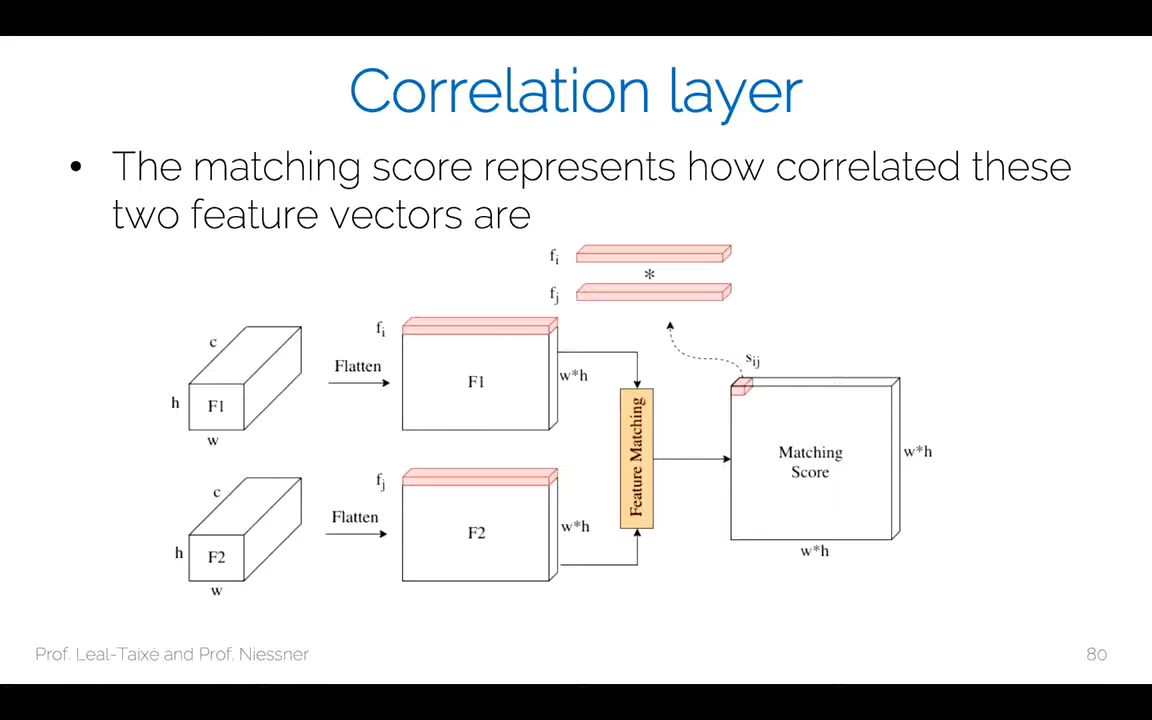 Correlation layer
• The matching score represents how correlated these
two feature vectors are
fi
*
fj
c
h
F1
w
Flatten
fi
F1
w*h
c
h
F2
w
Flatten
fj
F2
w*h
Feature Matching
sij
Matching
Score
w*h
w*h
Prof. Leal-Taixé and Prof. Niessner
80